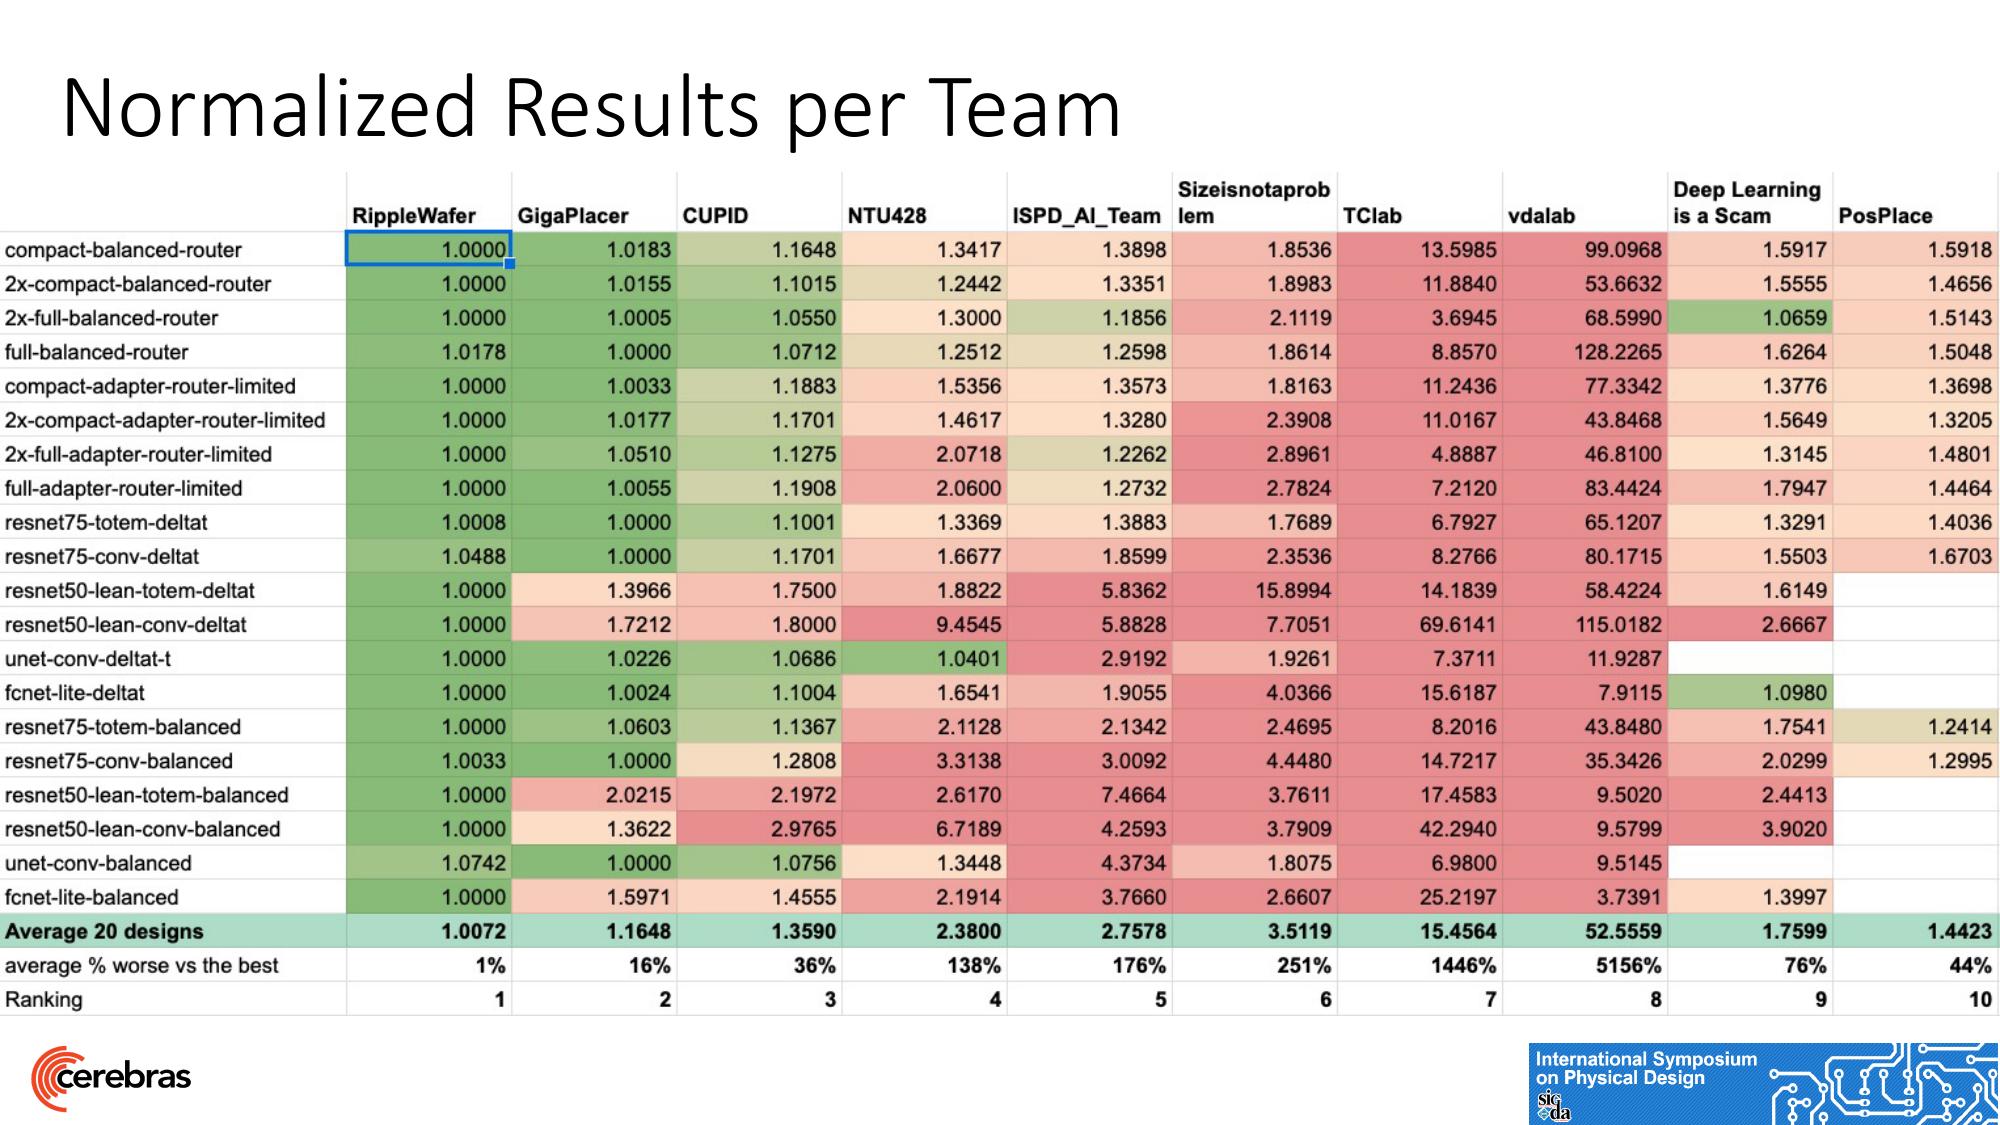 Normalized Results per Team
RippleWafer GigaPlacer CUPID NTU428 ISPD_AI_Team Sizeisnotaprob lem TClab vdalab Deep Learning is a Scam PosPlace
compact-balanced-router 1.0000 1.0183 1.1648 1.3417 1.3898 1.8536 13.5985 99.0968 1.5917 1.5918
2x-compact-balanced-router 1.0000 1.0155 1.1015 1.2442 1.3351 1.8983 11.8840 53.6632 1.5555 1.4656
2x-full-balanced-router 1.0000 1.0005 1.0550 1.3000 1.1856 2.1119 3.6945 68.5990 1.0659 1.5143
full-balanced-router 1.0178 1.0000 1.0712 1.2512 1.2598 1.8614 8.8570 128.2265 1.6264 1.5048
compact-adapter-router-limited 1.0000 1.0033 1.1883 1.5356 1.3573 1.8163 11.2436 77.3342 1.3776 1.3698
2x-compact-adapter-router-limited 1.0000 1.0177 1.1701 1.4617 1.3280 2.3908 11.0167 43.8468 1.5649 1.3205
2x-full-adapter-router-limited 1.0000 1.0510 1.1275 2.0718 1.2262 2.8961 4.8887 46.8100 1.3145 1.4801
full-adapter-router-limited 1.0000 1.0055 1.1908 2.0600 1.2732 2.7824 7.2120 83.4424 1.7947 1.4464
resnet75-totem-deltat 1.0008 1.0000 1.1001 1.3369 1.3883 1.7689 6.7927 65.1207 1.3291 1.4036
resnet75-conv-deltat 1.0488 1.0000 1.1701 1.6677 1.8599 2.3536 8.2766 80.1715 1.5503 1.6703
resnet50-lean-totem-deltat 1.0000 1.3966 1.7500 1.8822 5.8362 15.8994 14.1839 58.4224 1.6149
resnet50-lean-conv-deltat 1.0000 1.7212 1.8000 9.4545 5.8828 7.7051 69.6141 115.0182 2.6667
unet-conv-deltat-t 1.0000 1.0226 1.0686 1.0401 2.9192 1.9261 7.3711 11.9287
fcnet-lite-deltat 1.0000 1.0024 1.1004 1.6541 1.9055 4.0366 15.6187 7.9115 1.0980
resnet75-totem-balanced 1.0000 1.0603 1.1367 2.1128 2.1342 2.4695 8.2016 43.8480 1.7541 1.2414
resnet75-conv-balanced 1.0033 1.0000 1.2808 3.3138 3.0092 4.4480 14.7217 35.3426 2.0299 1.2995
resnet50-lean-totem-balanced 1.0000 2.0215 2.1972 2.6170 7.4664 3.7611 17.4583 9.5020 2.4413
resnet50-lean-conv-balanced 1.0000 1.3622 2.9765 6.7189 4.2593 3.7909 42.2940 9.5799 3.9020
unet-conv-balanced 1.0742 1.0000 1.0756 1.3448 4.3734 1.8075 6.9800 9.5145
fcnet-lite-balanced 1.0000 1.5971 1.4555 2.1914 3.7660 2.6607 25.2197 3.7391 1.3997
Average 20 designs 1.0072 1.1648 1.3590 2.3800 2.7578 3.5119 15.4564 52.5559 1.7599 1.4423
average % worse vs the best 1% 16% 36% 138% 176% 251% 1446% 5156% 76% 44%
Ranking 1 2 3 4 5 6 7 8 9 10
cerebras
International Symposium
on Physical Design
sig
da